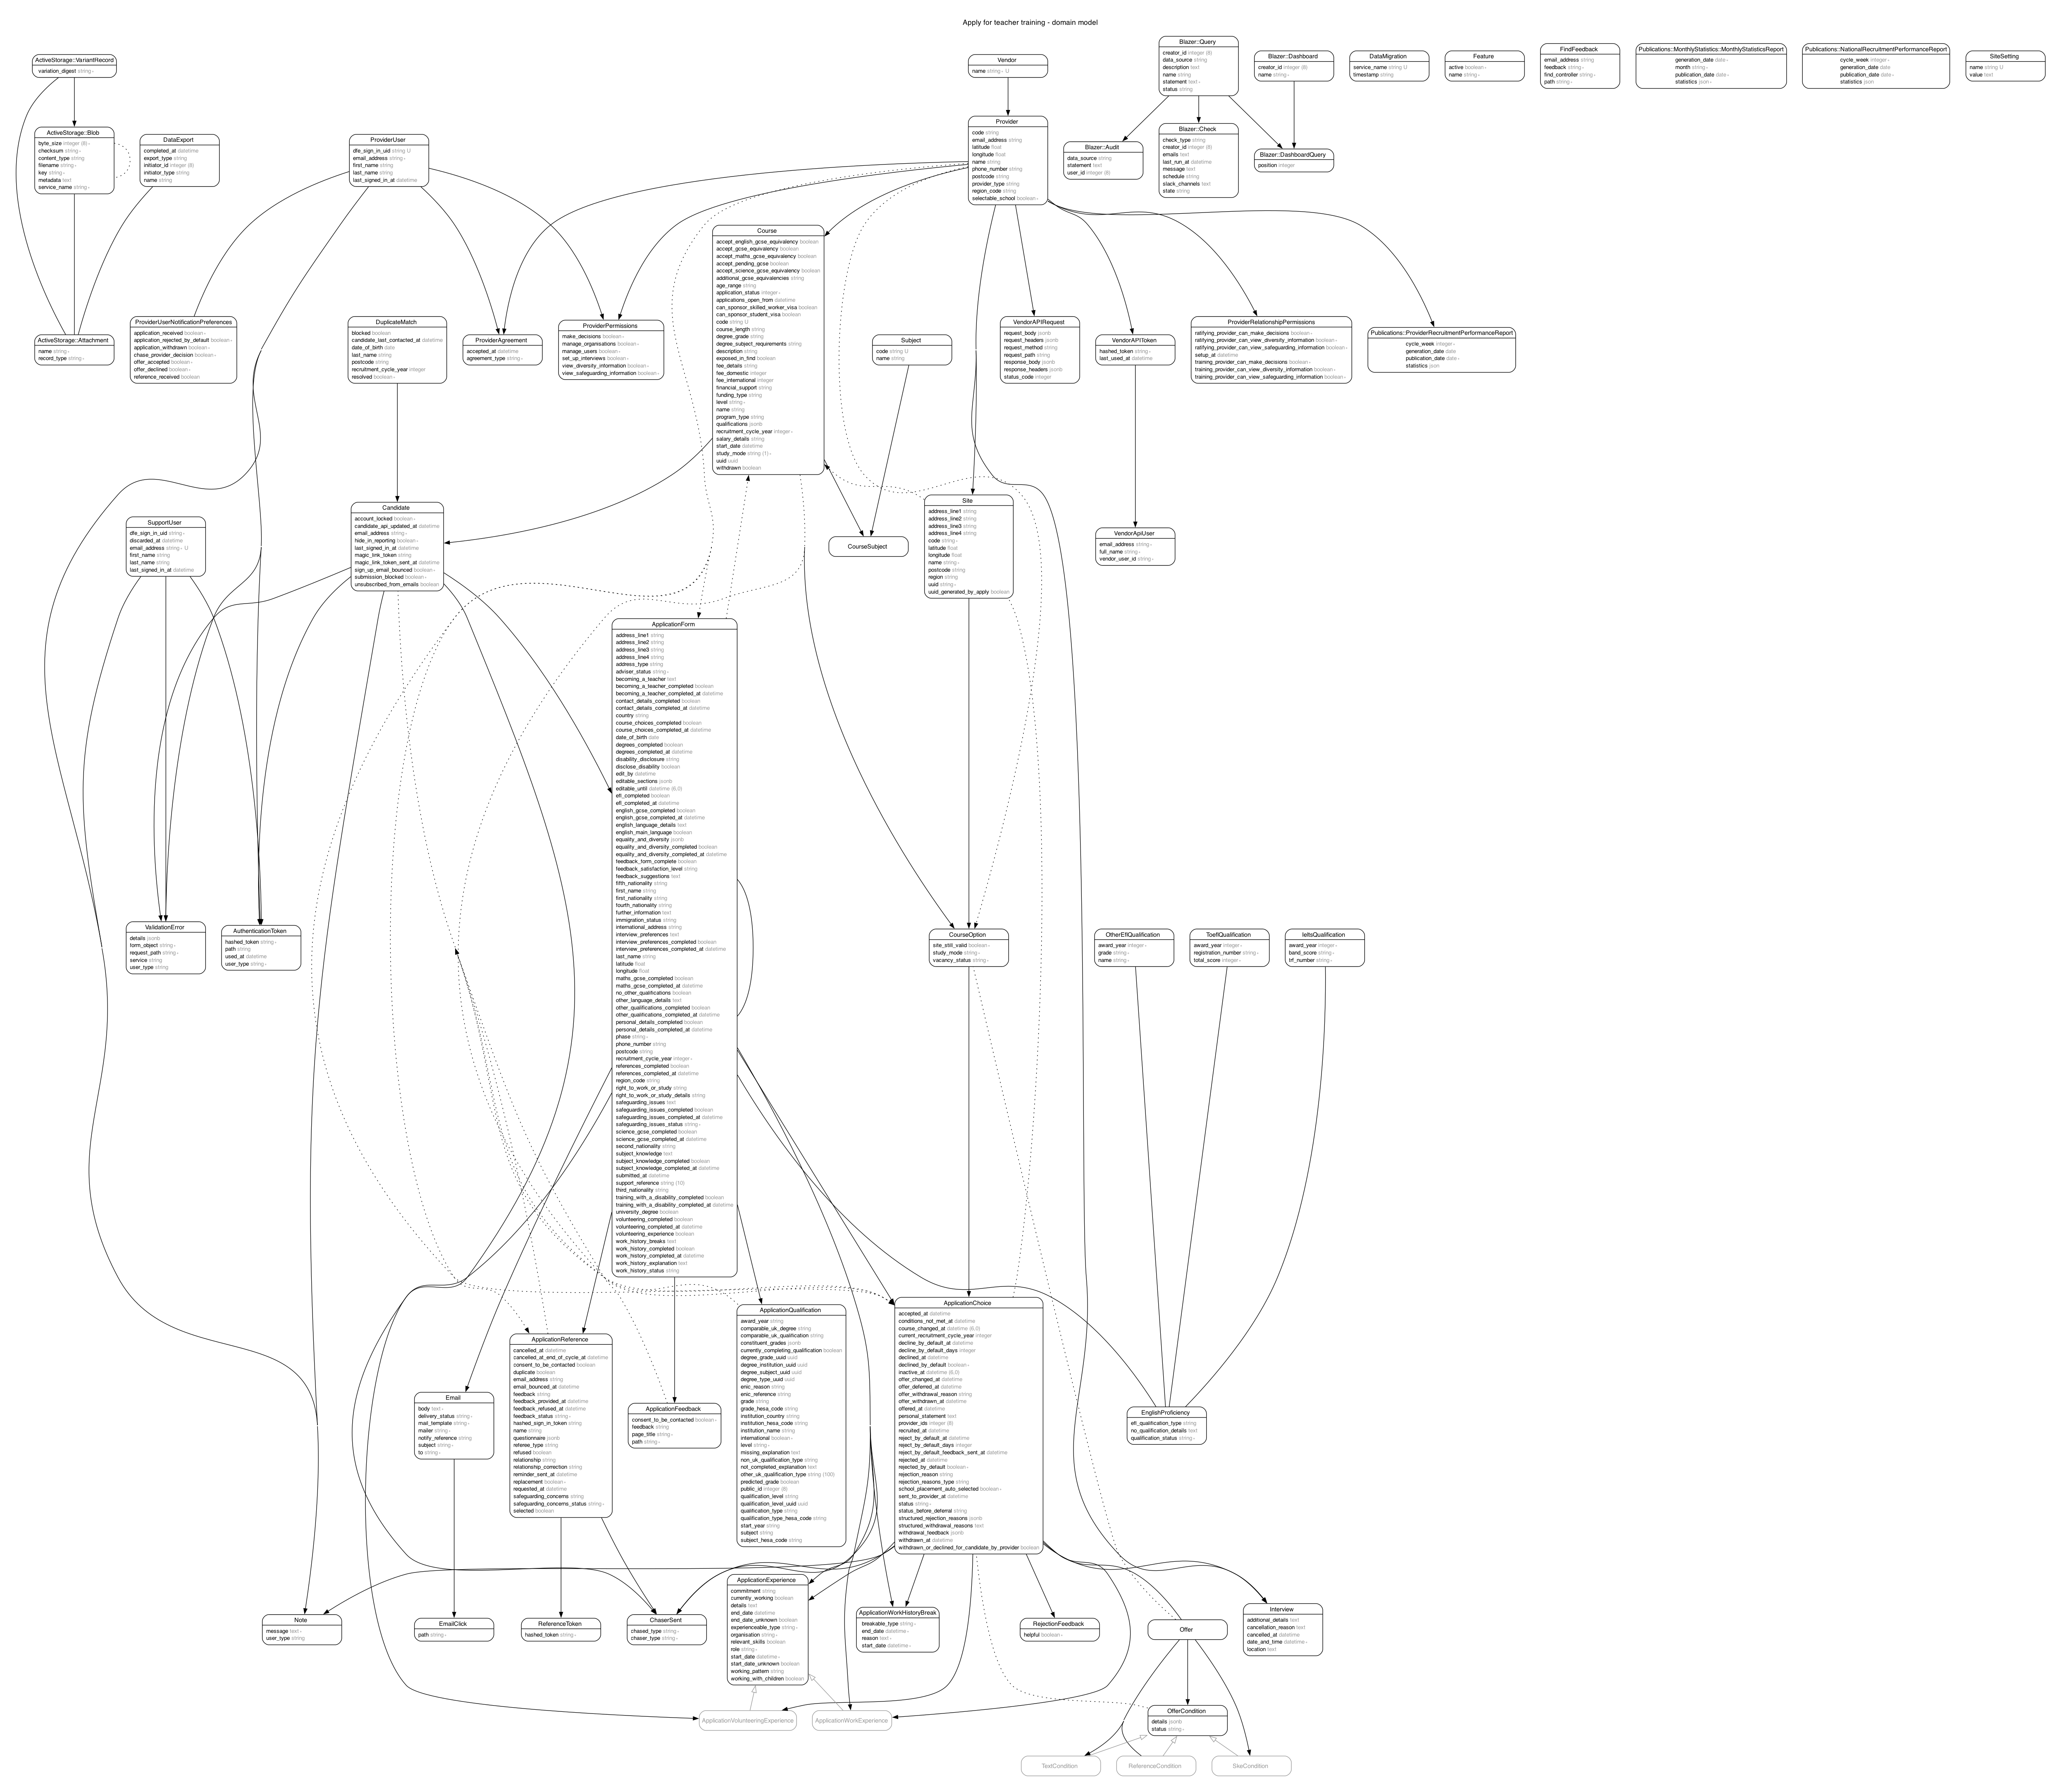 Apply for teacher training - domain model
ActiveStorage::VariantRecord
variation_digest string ∗
ActiveStorage::Blob
byte_size integer (8) ∗
checksum string ∗
content_type string
filename string ∗
key string ∗
metadata text
service_name string ∗
DataExport
completed_at datetime
export_type string
initiator_id integer (8)
initiator_type string
name string
ProviderUser
dfe_sign_in_uid string U
email_address string ∗
first_name string
last_name string
last_signed_in_at datetime
Vendor
name string ∗ U
Provider
code string
email_address string
latitude float
longitude float
name string
phone_number string
postcode string
provider_type string
region_code string
selectable_school boolean ∗
Blazer::Query
creator_id integer (8)
data_source string
description text
name string
statement text ∗
status string
Blazer::Dashboard
creator_id integer (8)
name string ∗
DataMigration
service_name string U
timestamp string
Feature
active boolean ∗
name string ∗
FindFeedback
email_address string
feedback string ∗
find_controller string ∗
path string ∗
Publications::MonthlyStatistics::MonthlyStatisticsReport
generation_date date ∗
month string ∗
publication_date date ∗
statistics json ∗
Publications::NationalRecruitmentPerformanceReport
cycle_week integer ∗
generation_date date
publication_date date ∗
statistics json
SiteSetting
name string U
value text
Blazer::Audit
data_source string
statement text
user_id integer (8)
Blazer::Check
check_type string
creator_id integer (8)
emails text
last_run_at datetime
message text
schedule string
slack_channels text
state string
Blazer::DashboardQuery
position integer
Course
accept_english_gcse_equivalency boolean
accept_gcse_equivalency boolean
accept_maths_gcse_equivalency boolean
accept_pending_gcse boolean
accept_science_gcse_equivalency boolean
additional_gcse_equivalencies string
age_range string
application_status integer ∗
applications_open_from datetime
can_sponsor_skilled_worker_visa boolean
can_sponsor_student_visa boolean
code string U
course_length string
degree_grade string
degree_subject_requirements string
description string
exposed_in_find boolean
fee_details string
fee_domestic integer
fee_international integer
financial_support string
funding_type string
level string ∗
name string
program_type string
qualifications jsonb
recruitment_cycle_year integer ∗
salary_details string
start_date datetime
study_mode string (1) ∗
uuid uuid
withdrawn boolean
ActiveStorage::Attachment
name string ∗
record_type string ∗
ProviderUserNotificationPreferences
application_received boolean ∗
application_rejected_by_default boolean ∗
application_withdrawn boolean ∗
chase_provider_decision boolean ∗
offer_accepted boolean ∗
offer_declined boolean ∗
reference_received boolean
DuplicateMatch
blocked boolean
candidate_last_contacted_at datetime
date_of_birth date
last_name string
postcode string
recruitment_cycle_year integer
resolved boolean ∗
ProviderAgreement
accepted_at datetime
agreement_type string ∗
ProviderPermissions
make_decisions boolean ∗
manage_organisations boolean ∗
manage_users boolean ∗
set_up_interviews boolean ∗
view_diversity_information boolean ∗
view_safeguarding_information boolean ∗
Subject
code string U
name string
VendorAPIRequest
request_body jsonb
request_headers jsonb
request_method string
request_path string
response_body jsonb
response_headers jsonb
status_code integer
VendorAPIToken
hashed_token string ∗
last_used_at datetime
ProviderRelationshipPermissions
ratifying_provider_can_make_decisions boolean ∗
ratifying_provider_can_view_diversity_information boolean ∗
ratifying_provider_can_view_safeguarding_information boolean ∗
setup_at datetime
training_provider_can_make_decisions boolean ∗
training_provider_can_view_diversity_information boolean ∗
training_provider_can_view_safeguarding_information boolean ∗
Publications::ProviderRecruitmentPerformanceReport
cycle_week integer ∗
generation_date date
publication_date date ∗
statistics json
Candidate
account_locked boolean ∗
candidate_api_updated_at datetime
email_address string ∗
hide_in_reporting boolean ∗
last_signed_in_at datetime
magic_link_token string
magic_link_token_sent_at datetime
sign_up_email_bounced boolean ∗
submission_blocked boolean ∗
unsubscribed_from_emails boolean
SupportUser
dfe_sign_in_uid string ∗
discarded_at datetime
email_address string ∗ U
first_name string
last_name string
last_signed_in_at datetime
CourseSubject
Site
address_line1 string
address_line2 string
address_line3 string
address_line4 string
code string ∗
latitude float
longitude float
name string ∗
postcode string
region string
uuid string ∗
uuid_generated_by_apply boolean
VendorApiUser
email_address string ∗
full_name string ∗
vendor_user_id string ∗
ApplicationForm
address_line1 string
address_line2 string
address_line3 string
address_line4 string
address_type string
adviser_status string ∗
becoming_a_teacher text
becoming_a_teacher_completed boolean
becoming_a_teacher_completed_at datetime
contact_details_completed boolean
contact_details_completed_at datetime
country string
course_choices_completed boolean
course_choices_completed_at datetime
date_of_birth date
degrees_completed boolean
degrees_completed_at datetime
disability_disclosure string
disclose_disability boolean
edit_by datetime
editable_sections jsonb
editable_until datetime (6,0)
efl_completed boolean
efl_completed_at datetime
english_gcse_completed boolean
english_gcse_completed_at datetime
english_language_details text
english_main_language boolean
equality_and_diversity jsonb
equality_and_diversity_completed boolean
equality_and_diversity_completed_at datetime
feedback_form_complete boolean
feedback_satisfaction_level string
feedback_suggestions text
fifth_nationality string
first_name string
first_nationality string
fourth_nationality string
further_information text
immigration_status string
international_address string
interview_preferences text
interview_preferences_completed boolean
interview_preferences_completed_at datetime
last_name string
latitude float
longitude float
maths_gcse_completed boolean
maths_gcse_completed_at datetime
no_other_qualifications boolean
other_language_details text
other_qualifications_completed boolean
other_qualifications_completed_at datetime
personal_details_completed boolean
personal_details_completed_at datetime
phase string ∗
phone_number string
postcode string
recruitment_cycle_year integer ∗
references_completed boolean
references_completed_at datetime
region_code string
right_to_work_or_study string
right_to_work_or_study_details string
safeguarding_issues text
safeguarding_issues_completed boolean
safeguarding_issues_completed_at datetime
safeguarding_issues_status string ∗
science_gcse_completed boolean
science_gcse_completed_at datetime
second_nationality string
subject_knowledge text
subject_knowledge_completed boolean
subject_knowledge_completed_at datetime
submitted_at datetime
support_reference string (10)
third_nationality string
training_with_a_disability_completed boolean
training_with_a_disability_completed_at datetime
university_degree boolean
volunteering_completed boolean
volunteering_completed_at datetime
volunteering_experience boolean
work_history_breaks text
work_history_completed boolean
work_history_completed_at datetime
work_history_explanation text
work_history_status string
ValidationError
details jsonb
form_object string ∗
request_path string ∗
service string
user_type string
AuthenticationToken
hashed_token string ∗
path string
used_at datetime
user_type string ∗
CourseOption
site_still_valid boolean ∗
study_mode string ∗
vacancy_status string ∗
OtherEflQualification
award_year integer ∗
grade string ∗
name string ∗
ToeflQualification
award_year integer ∗
registration_number string ∗
total_score integer ∗
IeltsQualification
award_year integer ∗
band_score string ∗
trf_number string ∗
ApplicationChoice
accepted_at datetime
conditions_not_met_at datetime
course_changed_at datetime (6,0)
current_recruitment_cycle_year integer
decline_by_default_at datetime
decline_by_default_days integer
declined_at datetime
declined_by_default boolean ∗
inactive_at datetime (6,0)
offer_changed_at datetime
offer_deferred_at datetime
offer_withdrawal_reason string
offer_withdrawn_at datetime
offered_at datetime
personal_statement text
provider_ids integer (8)
recruited_at datetime
reject_by_default_at datetime
reject_by_default_days integer
reject_by_default_feedback_sent_at datetime
rejected_at datetime
rejected_by_default boolean ∗
rejection_reason string
rejection_reasons_type string
school_placement_auto_selected boolean ∗
sent_to_provider_at datetime
status string ∗
status_before_deferral string
structured_rejection_reasons jsonb
structured_withdrawal_reasons text
withdrawal_feedback jsonb
withdrawn_at datetime
withdrawn_or_declined_for_candidate_by_provider boolean
ApplicationQualification
award_year string
comparable_uk_degree string
comparable_uk_qualification string
constituent_grades jsonb
currently_completing_qualification boolean
degree_grade_uuid uuid
degree_institution_uuid uuid
degree_subject_uuid uuid
degree_type_uuid uuid
enic_reason string
enic_reference string
grade string
grade_hesa_code string
institution_country string
institution_hesa_code string
institution_name string
international boolean ∗
level string ∗
missing_explanation text
non_uk_qualification_type string
not_completed_explanation text
other_uk_qualification_type string (100)
predicted_grade boolean
public_id integer (8)
qualification_level string
qualification_level_uuid uuid
qualification_type string
qualification_type_hesa_code string
start_year string
subject string
subject_hesa_code string
ApplicationReference
cancelled_at datetime
cancelled_at_end_of_cycle_at datetime
consent_to_be_contacted boolean
duplicate boolean
email_address string
email_bounced_at datetime
feedback string
feedback_provided_at datetime
feedback_refused_at datetime
feedback_status string ∗
hashed_sign_in_token string
name string
questionnaire jsonb
referee_type string
refused boolean
relationship string
relationship_correction string
reminder_sent_at datetime
replacement boolean ∗
requested_at datetime
safeguarding_concerns string
safeguarding_concerns_status string ∗
selected boolean
Email
body text ∗
delivery_status string ∗
mail_template string ∗
mailer string ∗
notify_reference string
subject string ∗
to string ∗
ApplicationFeedback
consent_to_be_contacted boolean ∗
feedback string
page_title string ∗
path string ∗
EnglishProficiency
efl_qualification_type string
no_qualification_details text
qualification_status string ∗
Note
message text ∗
user_type string
EmailClick
path string ∗
ReferenceToken
hashed_token string ∗
ChaserSent
chased_type string ∗
chaser_type string ∗
ApplicationExperience
commitment string
currently_working boolean
details text
end_date datetime
end_date_unknown boolean
experienceable_type string ∗
organisation string ∗
relevant_skills boolean
role string ∗
start_date datetime ∗
start_date_unknown boolean
working_pattern string
working_with_children boolean
ApplicationWorkHistoryBreak
breakable_type string ∗
end_date datetime ∗
reason text ∗
start_date datetime ∗
RejectionFeedback
helpful boolean ∗
Offer
Interview
additional_details text
cancellation_reason text
cancelled_at datetime
date_and_time datetime ∗
location text
ApplicationVolunteeringExperience
ApplicationWorkExperience
OfferCondition
details jsonb
status string ∗
TextCondition
ReferenceCondition
SkeCondition